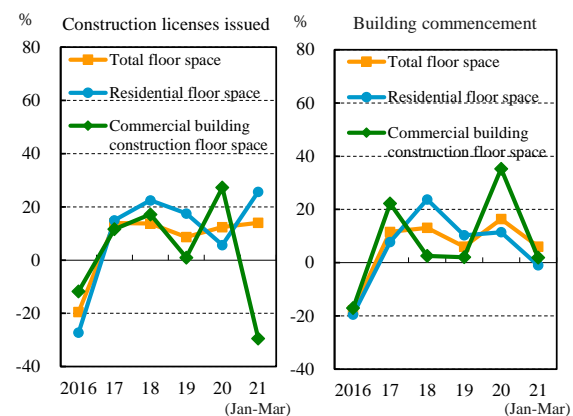 %
Construction licenses issued
80
60
40
20
0
-20
-40
Total floor space
Residential floor space
Commercial building
construction floor space
2016 17 18 19 20 21
(Jan-Mar)
%
Building commencement
80
60
40
20
0
-20
-40
Total floor space
Residential floor space
Commercial building
construction floor space
2016 17 18 19 20 21
(Jan-Mar)